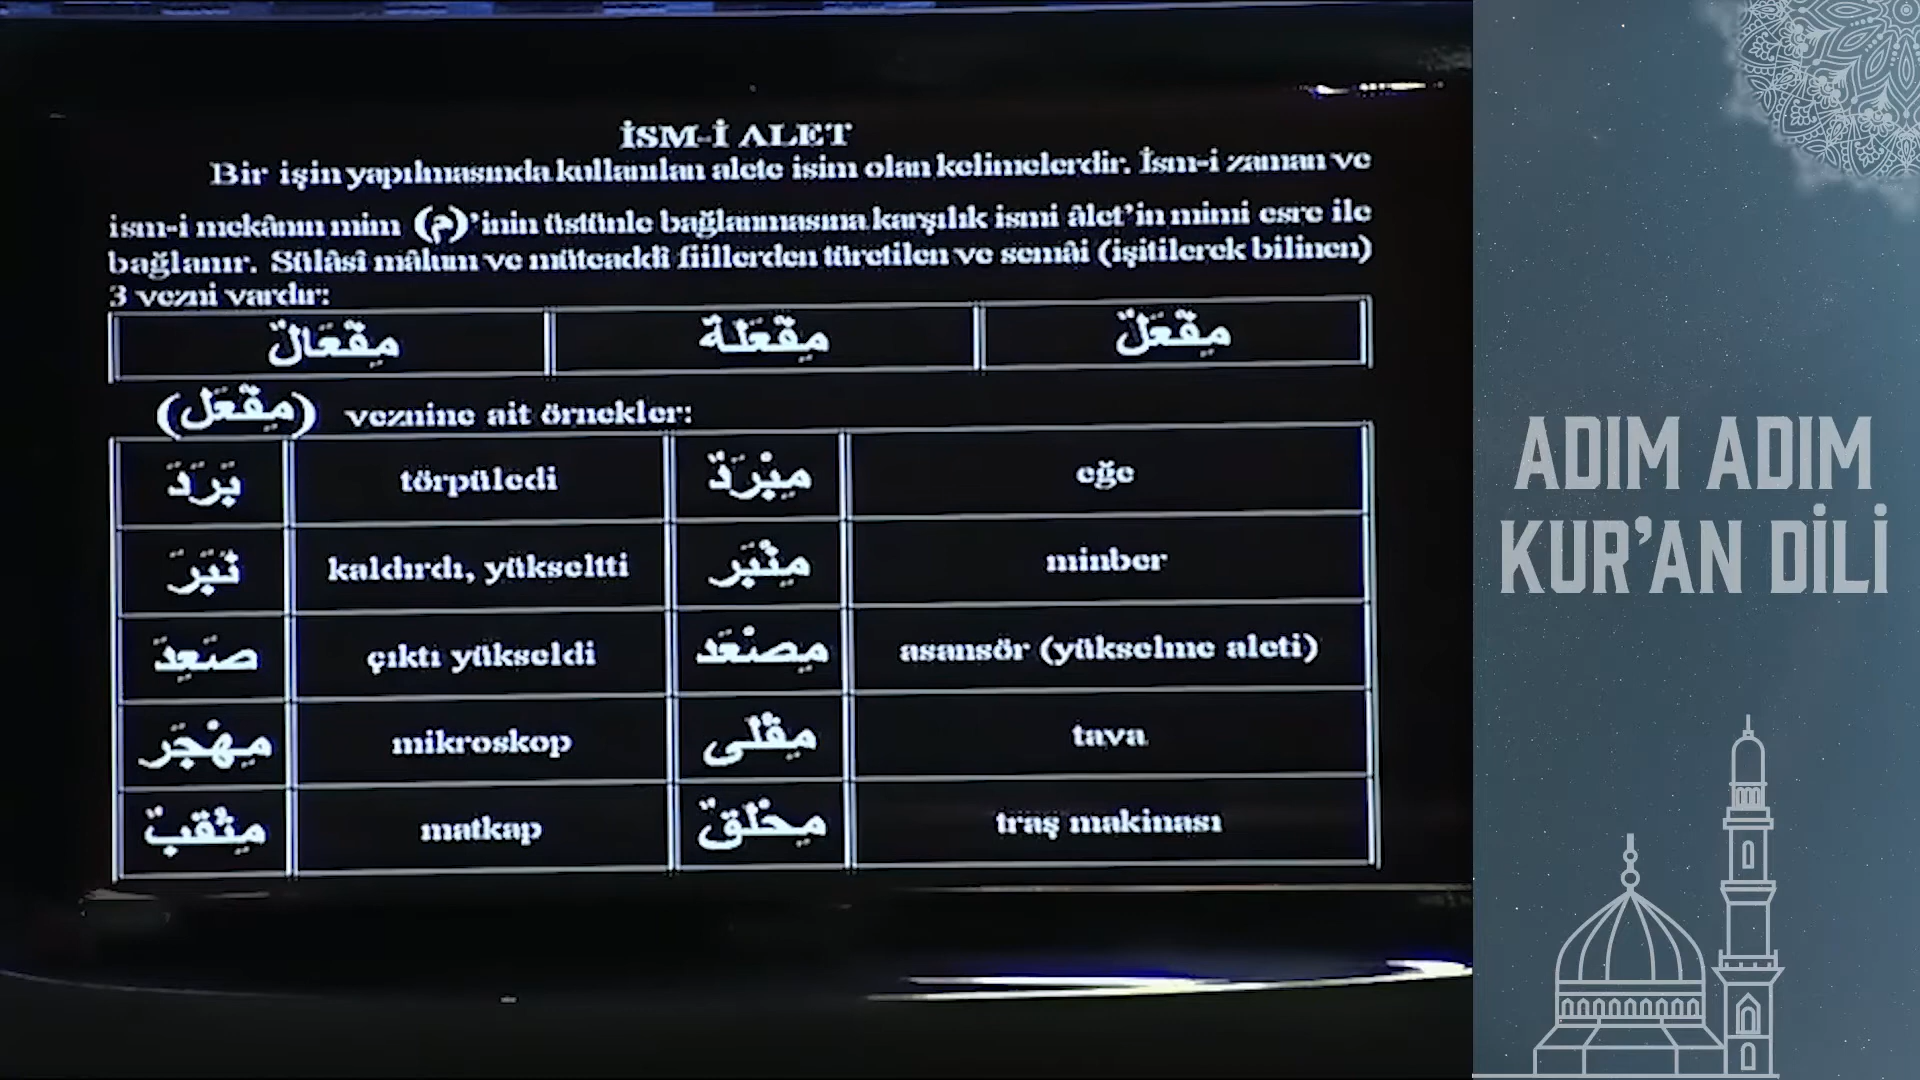 İSM-İ ALET
Bir işin yapılmasında kullanılan alete isim olan kelimelerdir. İsm-i zaman ve
ism-i mekânın mim (م)'inin üstünle bağlanmasına karşılık ismi âlet'in mimi esre ile
bağlanır. Sülâsî mâlum ve müteaddî fiillerden türetilen ve semâi (işitilerek bilinen)
3 vezni vardır:
مِفْعَالٌ مِفْعَلَةٌ مِفْعَلٌ
(مِفْعَل) veznine ait örnekler:
بَرَدَ törpüledi مِبْرَدٌ eğe
نَبَرَ kaldırdı, yükseltti مِنْبَر minber
صَعِدَ çıktı yükseldi مِصْعَد asansör (yükselme aleti)
مِهْجَر mikroskop مِقْلَى tava
مِثْقَبٌ matkap مِحْلَقٌ traş makinası
ADIM ADIM
KUR'AN DİLİ